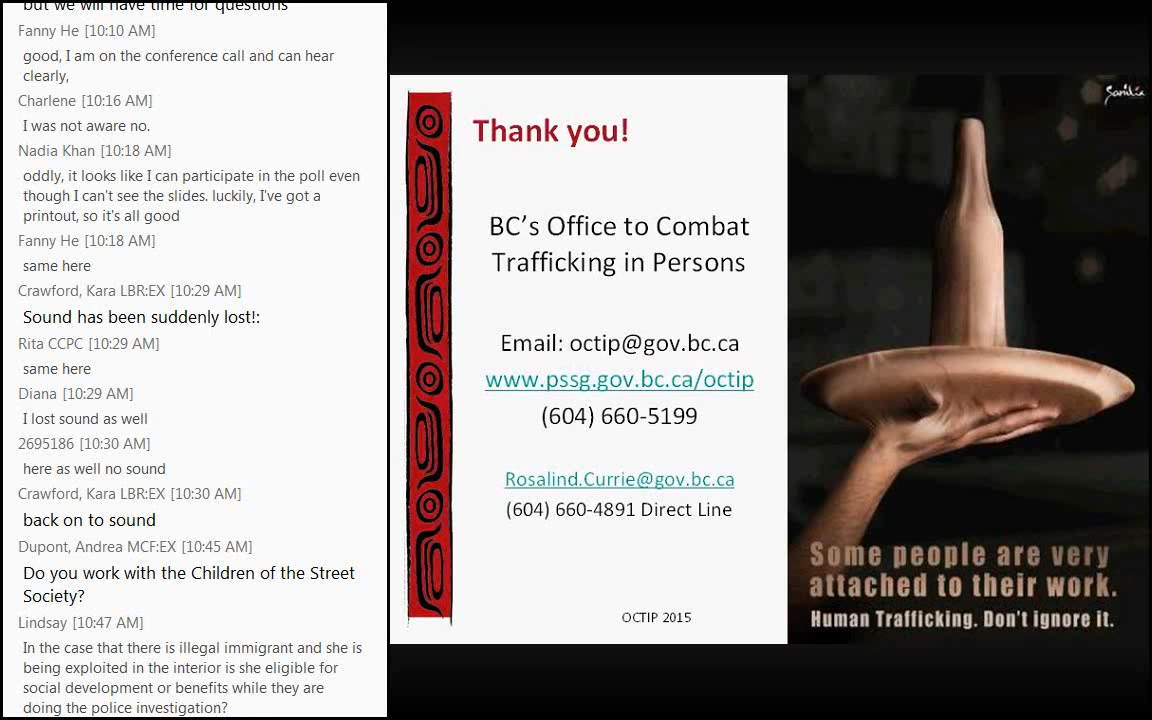 but we will have time for questions
Fanny He [10:10 AM]
good, I am on the conference call and can hear
clearly,
Charlene [10:16 AM]
I was not aware no.
Nadia Khan [10:18 AM]
oddly, it looks like I can participate in the poll even
though I can't see the slides. luckily, I've got a
printout, so it's all good
Fanny He [10:18 AM]
same here
Crawford, Kara LBR:EX [10:29 AM]
Sound has been suddenly lost!:
Rita CCPC [10:29 AM]
same here
Diana [10:29 AM]
I lost sound as well
2695186 [10:30 AM]
here as well no sound
Crawford, Kara LBR:EX [10:30 AM]
back on to sound
Dupont, Andrea MCF:EX [10:45 AM]
Do you work with the Children of the Street
Society?
Lindsay [10:47 AM]
In the case that there is illegal immigrant and she is
being exploited in the interior is she eligible for
social development or benefits while they are
doing the police investigation?
Thank you!
BC’s Office to Combat
Trafficking in Persons
Email: octip@gov.bc.ca
www.pssg.gov.bc.ca/octip
(604) 660-5199
Rosalind.Currie@gov.bc.ca
(604) 660-4891 Direct Line
OCTIP 2015
Some people are very
attached to their work.
Human Trafficking. Don't ignore it.